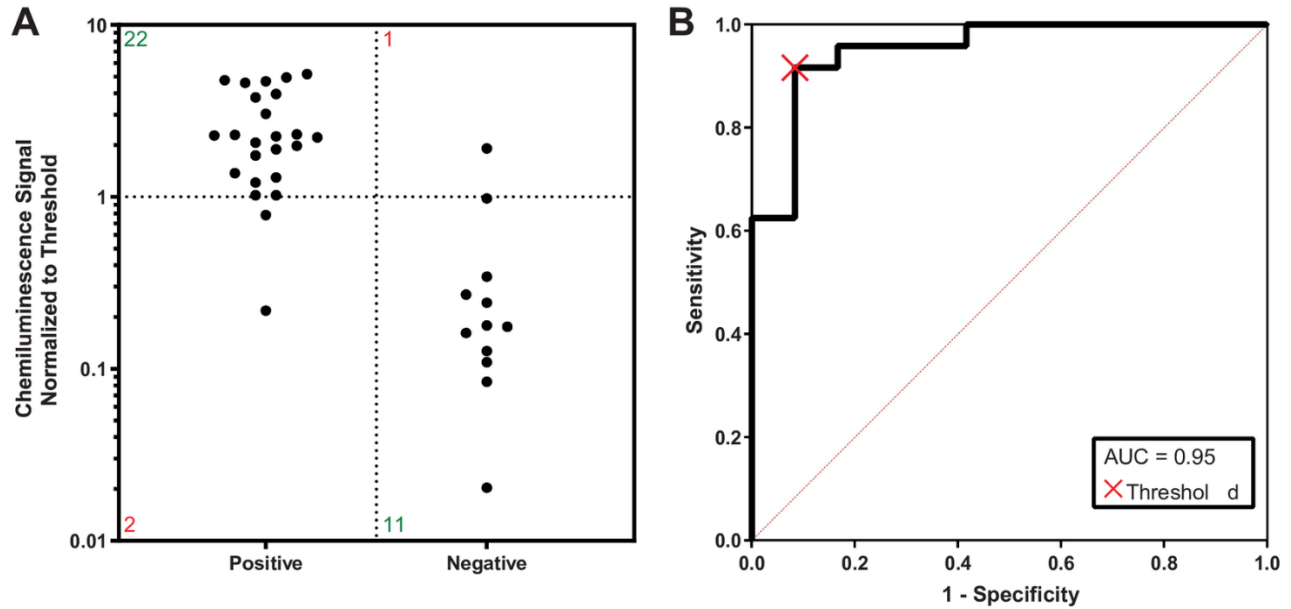 A
Chemiluminescence Signal
Normalized to Threshold
10
1
0.1
0.01
22
1
2
11
Positive
Negative
B
Sensitivity
1.0
0.8
0.6
0.4
0.2
0.0
0.0
0.2
0.4
0.6
0.8
1.0
1 - Specificity
AUC = 0.95
Threshol d